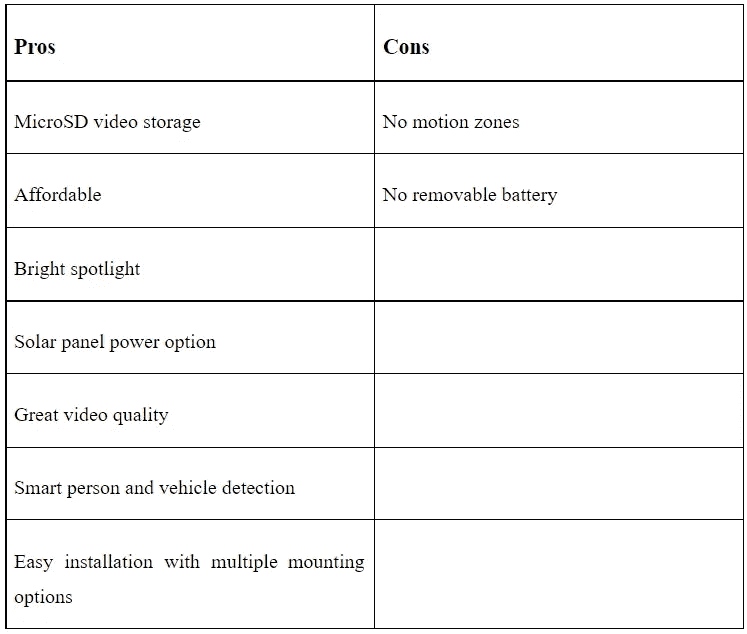 Pros Cons
MicroSD video storage No motion zones
Affordable No removable battery
Bright spotlight
Solar panel power option
Great video quality
Smart person and vehicle detection
Easy installation with multiple mounting
options